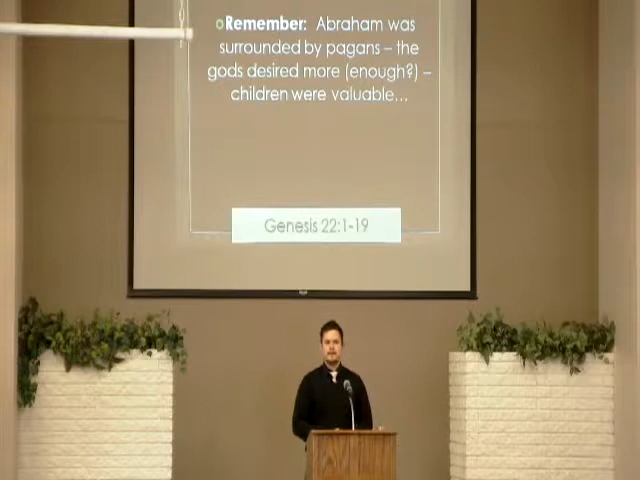 Remember: Abraham was
surrounded by pagans – the
gods desired more (enough?) –
children were valuable...
Genesis 22:1-19